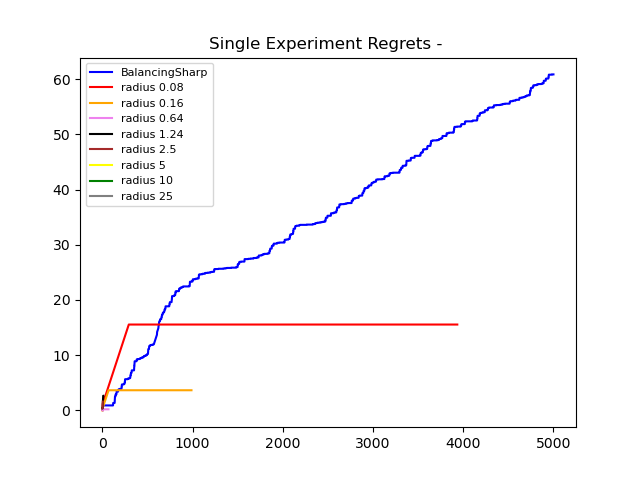 Single Experiment Regrets -
BalancingSharp
radius 0.08
radius 0.16
radius 0.64
radius 1.24
radius 2.5
radius 5
radius 10
radius 25
60
50
40
30
20
10
0
0 1000 2000 3000 4000 5000